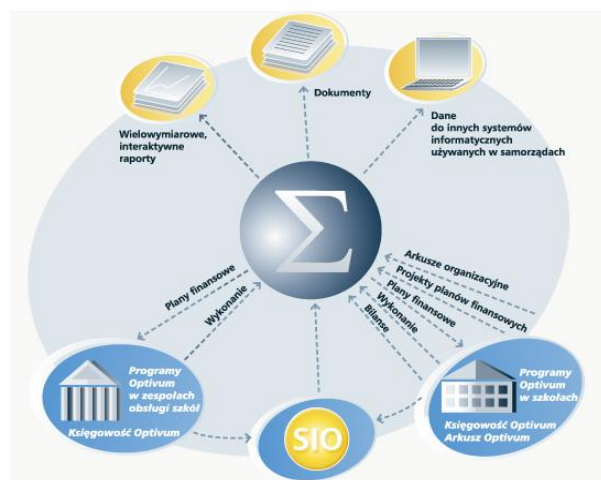 Dokumenty
Wielowymiarowe,
interaktywne
raporty
Dane
do innych systemów
informatycznych
używanych w samorządach
Σ
Plany finansowe
Wykonanie
Arkusze organizacyjne
Projekty planów finansowych
Plany finansowe
Wykonanie
Bilanse
Programy
Optivum
w zespołach
obsługi szkół
Księgowość Optivum
SIO
Programy
Optivum
w szkołach
Księgowość Optivum
Arkusz Optivum